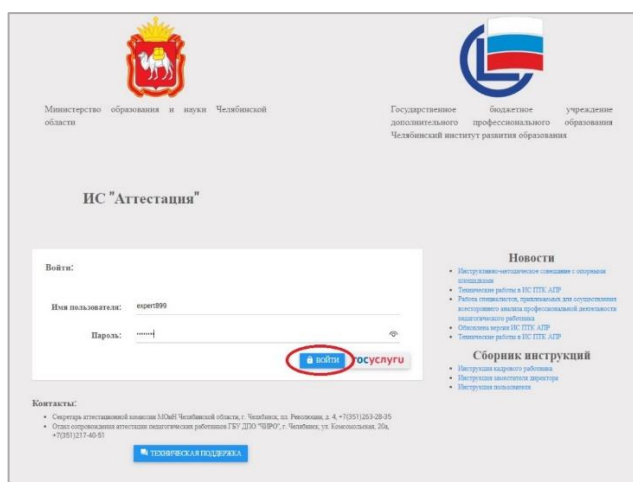 Министерство образования и науки Челябинской
области
Государственное бюджетное учреждение
дополнительного профессионального образования
Челябинский институт развития образования
ИС "Аттестация"
Войти:
Имя пользователя: expert899
Пароль:
ВОЙТИ
госуслуги
Новости
Инструктивно-методическое совещание с опорными
площадками
Технические работы в ИС ПТК АПР
Работа специалистов, привлекаемых для осуществления
всестороннего анализа профессиональной деятельности
педагогического работника
Обновлена версия ИС ПТК АПР
Технические работы в ИС ПТК АПР
Сборник инструкций
Инструкция кадрового работника
Инструкция заместителя директора
Инструкция пользователя
Контакты:
Секретарь аттестационной комиссии МОиН Челябинской области, г. Челябинск, пл. Революции, д. 4, +7(351)263-28-35
Отдел сопровождения аттестации педагогических работников ГБУ ДПО "ЧИРО", г. Челябинск, ул. Комсомольская, 20а,
+7(351)217-40-51
ТЕХНИЧЕСКАЯ ПОДДЕРЖКА